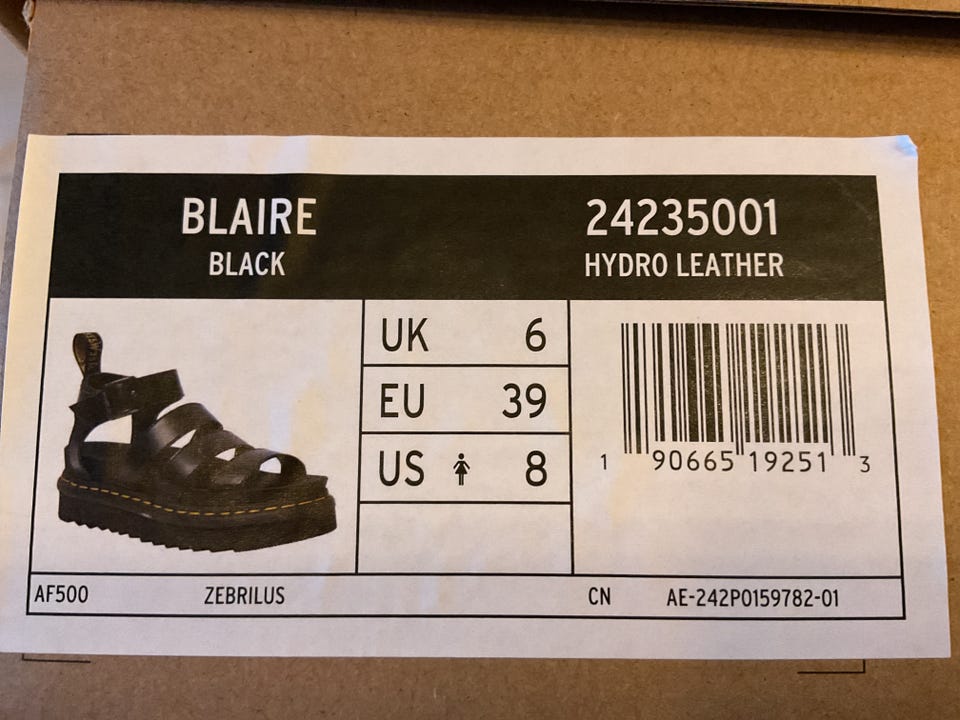 BLAIRE
BLACK
24235001
HYDRO LEATHER
UK 6
EU 39
US 8
1 90665 19251 3
AF500 ZEBRILUS CN AE-242P0159782-01